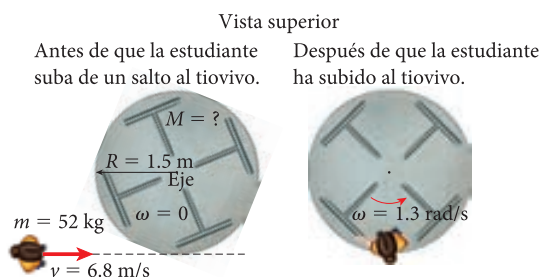 Vista superior
Antes de que la estudiante
suba de un salto al tiovivo.
Después de que la estudiante
ha subido al tiovivo.
M = ?
R = 1.5 m
Eje
ω = 0
m = 52 kg
v = 6.8 m/s
ω = 1.3 rad/s